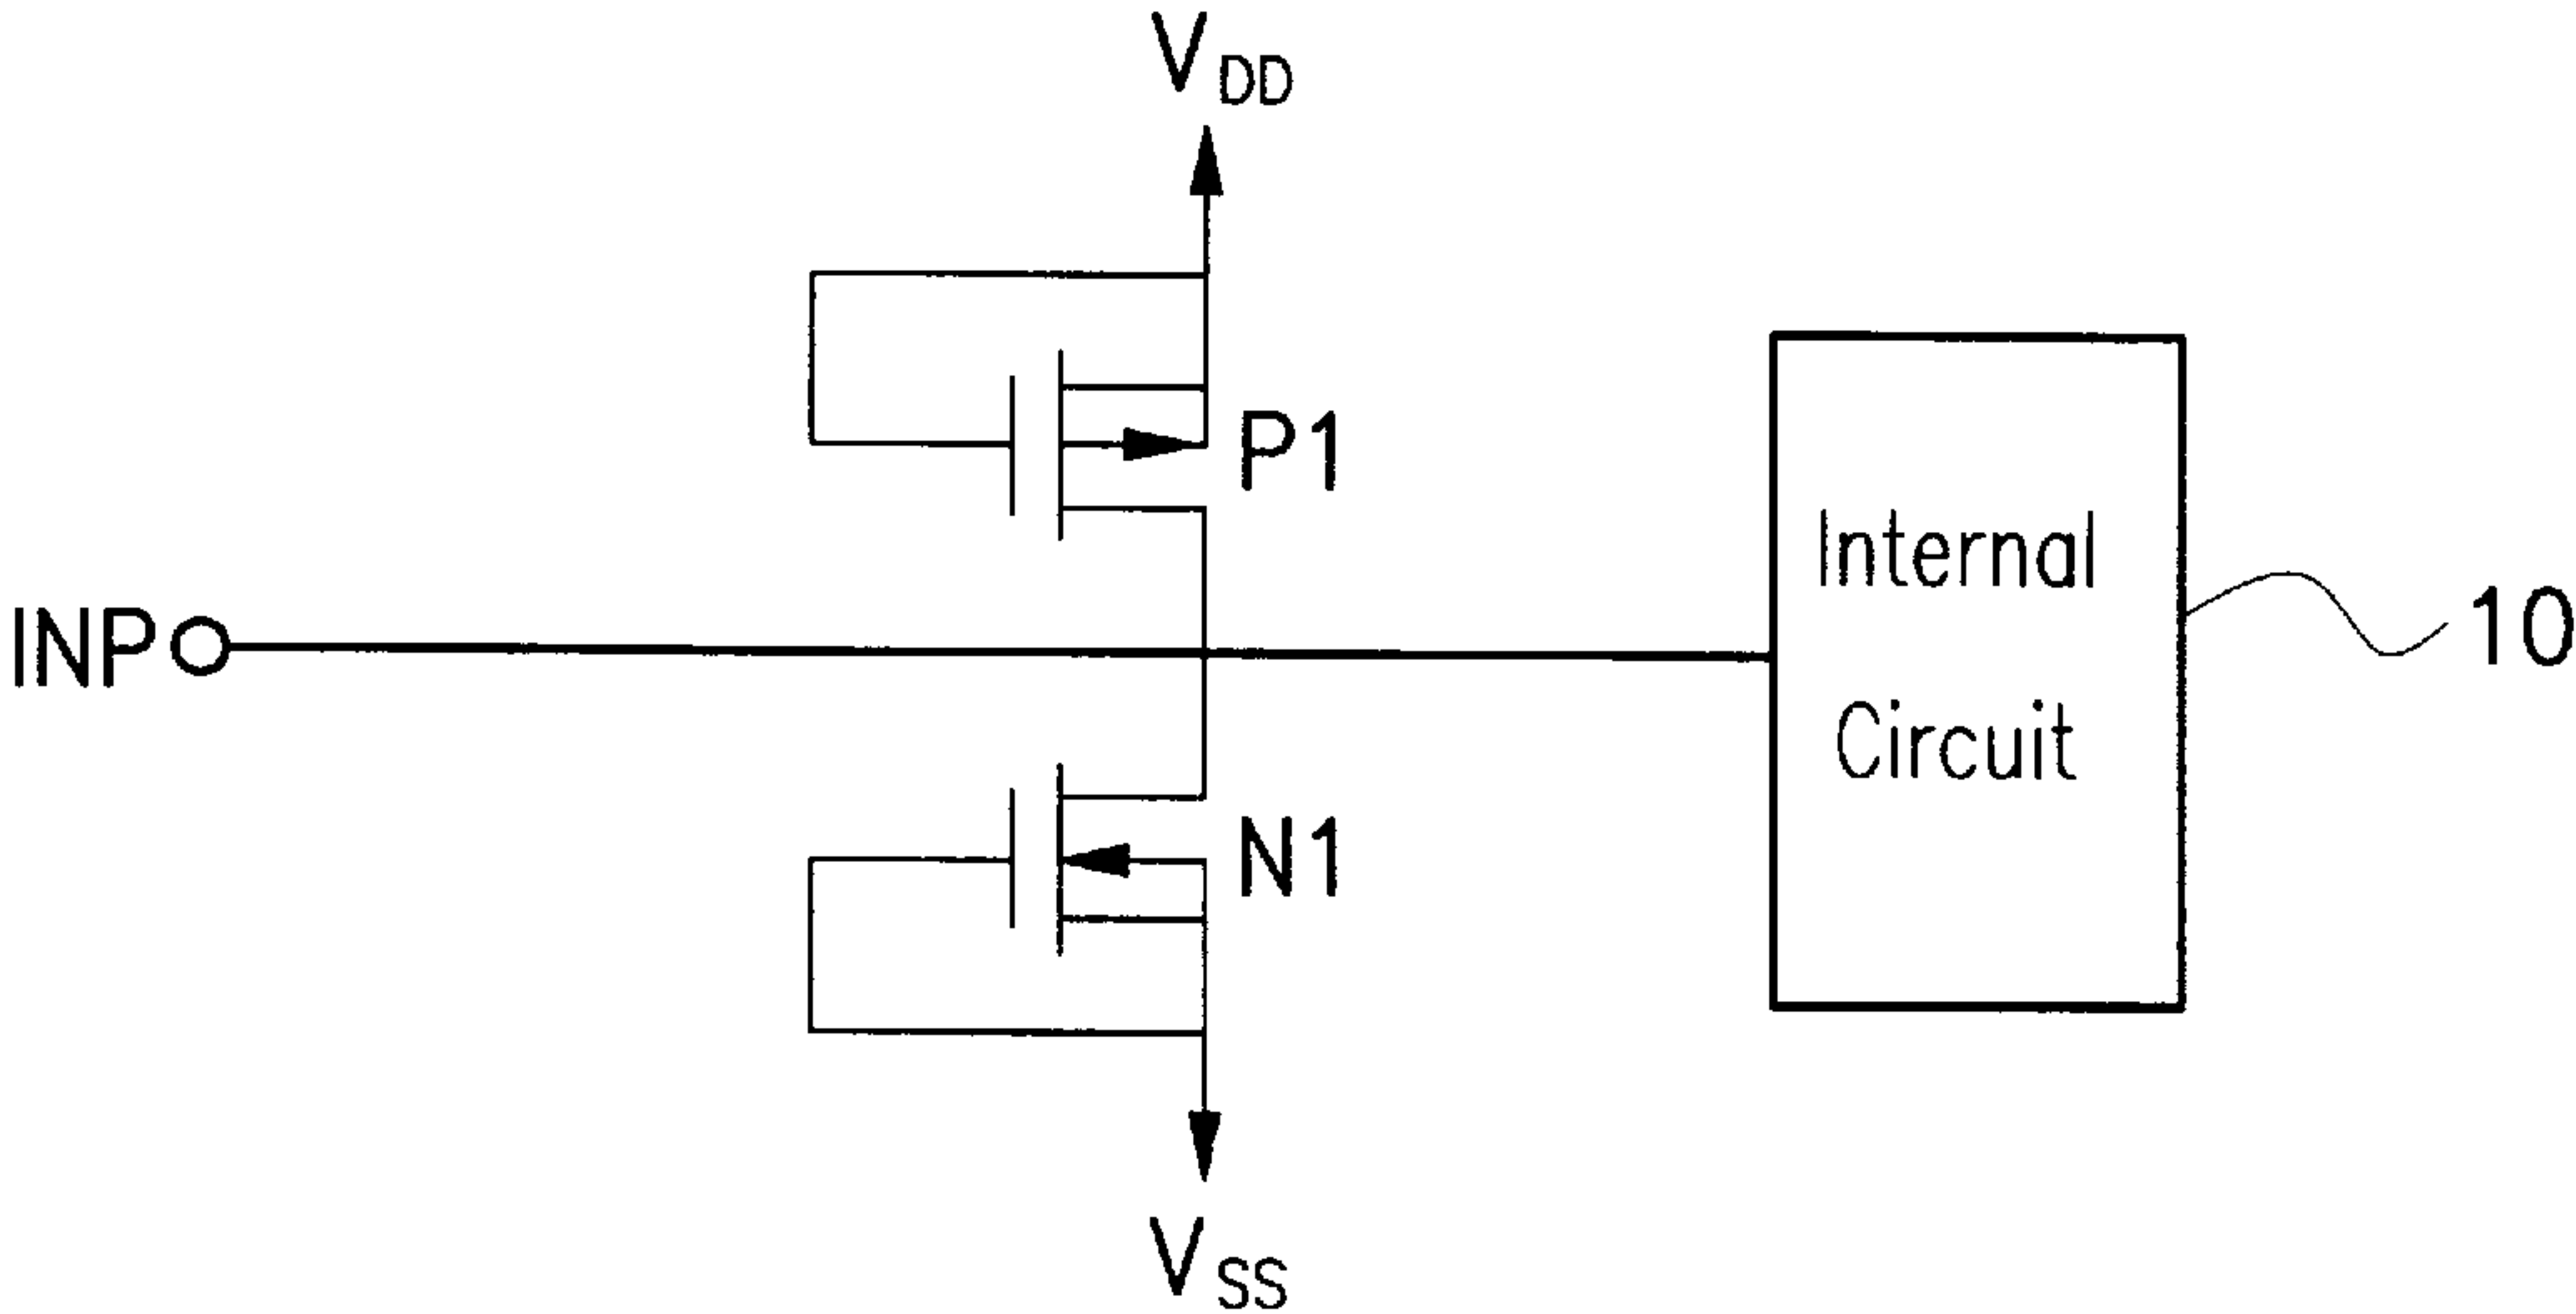 V_DD
P1
INP
Internal
Circuit
10
N1
V_SS